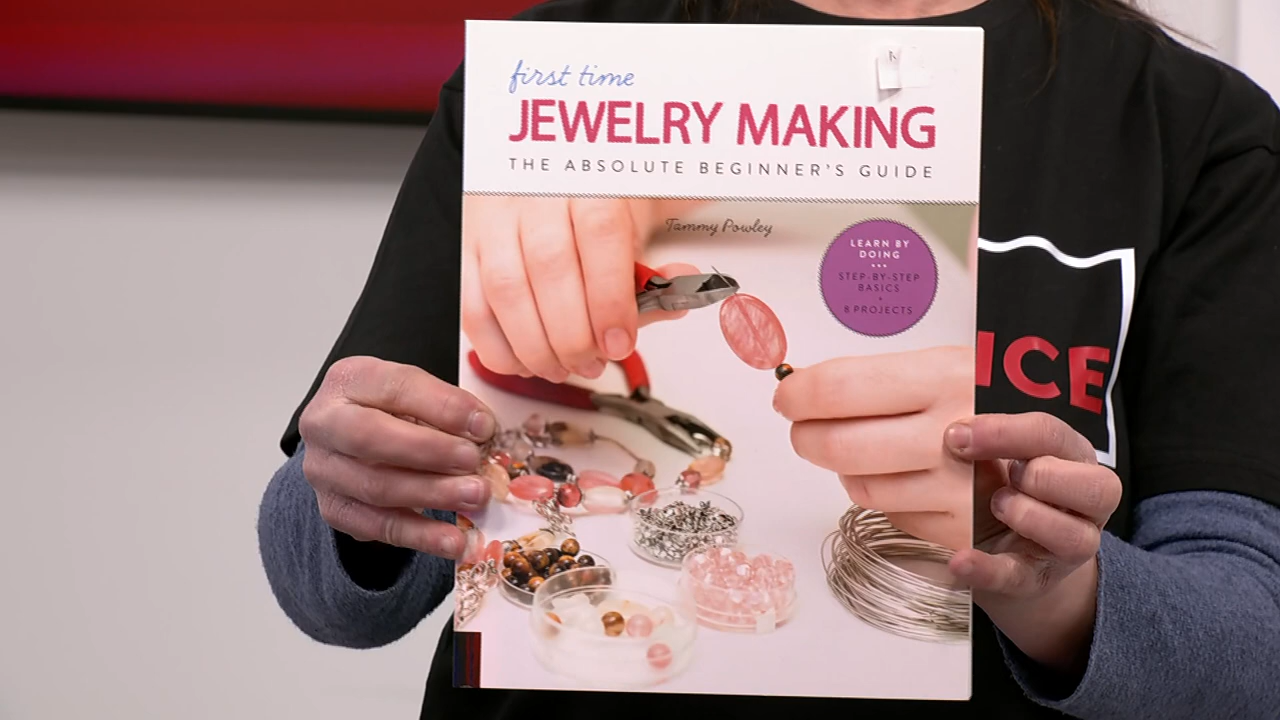 first time
JEWELRY MAKING
THE ABSOLUTE BEGINNER'S GUIDE
Tammy Powley
LEARN BY
DOING
STEP-BY-STEP
BASICS
+
8 PROJECTS